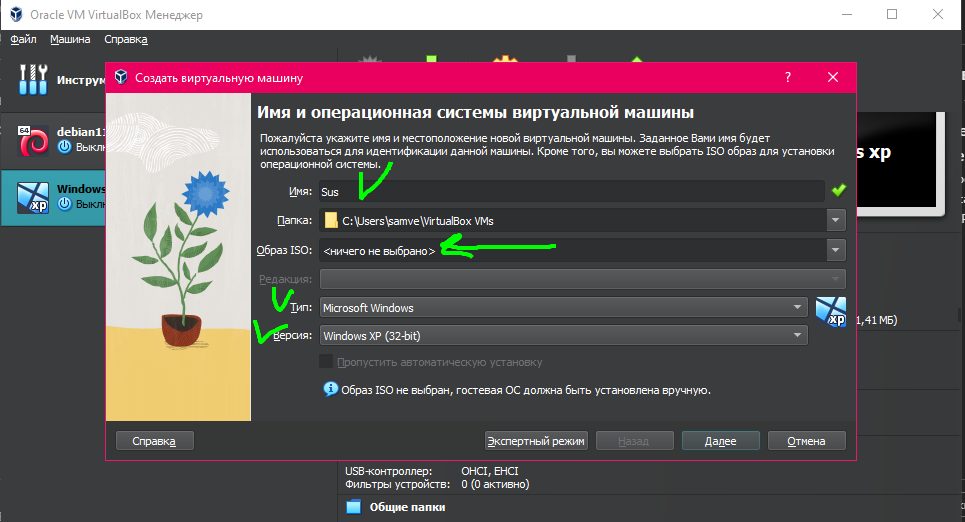 Oracle VM VirtualBox Менеджер
Файл Машина Справка
Инструм
64
debian11
Выклю
Windows
xp
Выклю
s xp
Создать виртуальную машину
?
Имя и операционная системы виртуальной машины
Пожалуйста укажите имя и местоположение новой виртуальной машины. Заданное Вами имя будет
использоваться для идентификации данной машины. Кроме того, вы можете выбрать ISO образ для установки
операционной системы.
Имя: Sus
Папка: C:\Users\samve\VirtualBox VMs
Образ ISO: <ничего не выбрано>
Редакция:
Тип: Microsoft Windows
xp
Версия: Windows XP (32-bit)
1,41 МБ)
Пропустить автоматическую установку
Образ ISO не выбран, гостевая ОС должна быть установлена вручную.
Справка Экспертный режим Назад Далее Отмена
USB-контроллер: OHCI, EHCI
Фильтры устройств: 0 (0 активно)
Общие папки